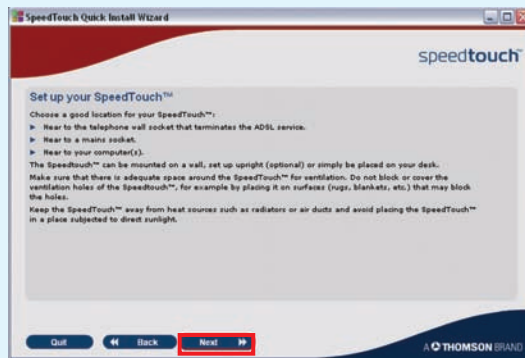 SpeedTouch Quick Install Wizard
speedtouch™
Set up your SpeedTouch™
Choose a good location for your SpeedTouch™:
Near to the telephone wall socket that terminates the ADSL service.
Near to a mains socket.
Near to your computer(s).
The Speedtouch™ can be mounted on a wall, set up upright (optional) or simply be placed on your desk.
Make sure that there is adequate space around the SpeedTouch™ for ventilation. Do not block or cover the
ventilation holes of the Speedtouch™, for example by placing it on surfaces (rugs, blankets, etc.) that may block
the holes.
Keep the SpeedTouch™ away from heat sources such as radiators or air ducts and avoid placing the SpeedTouch™
in a place subjected to direct sunlight.
Quit Back Next
A THOMSON BRAND